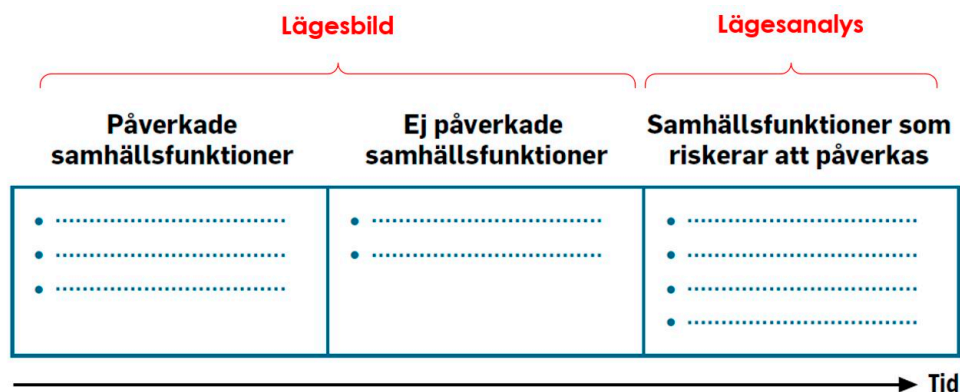 Lägesbild
Lägesanalys
Påverkade
samhällsfunktioner
Ej påverkade
samhällsfunktioner
Samhällsfunktioner som
riskerar att påverkas
Tid